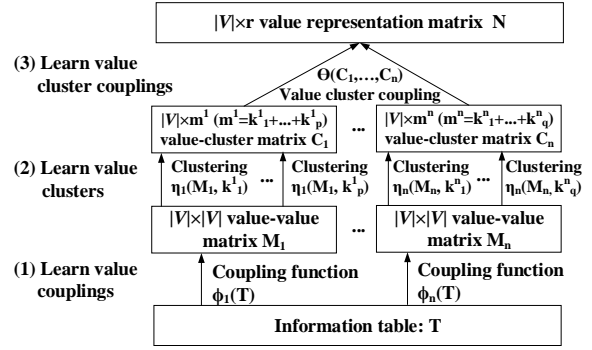 |V|×r value representation matrix N
(3) Learn value cluster couplings
Θ(C₁,...,Cₙ)
Value cluster coupling
|V|×m¹ (m¹=k¹₁+...+k¹ₚ)
value-cluster matrix C₁
...
|V|×mⁿ (mⁿ=kⁿ₁+...+kⁿ_q)
value-cluster matrix Cₙ
(2) Learn value clusters
Clustering
η₁(M₁, k¹₁)
...
Clustering
η₁(M₁, k¹ₚ)
Clustering
ηₙ(Mₙ, kⁿ₁)
...
Clustering
ηₙ(Mₙ, kⁿ_q)
|V|×|V| value-value
matrix M₁
...
|V|×|V| value-value
matrix Mₙ
(1) Learn value couplings
Coupling function
ϕ₁(T)
Coupling function
ϕₙ(T)
Information table: T